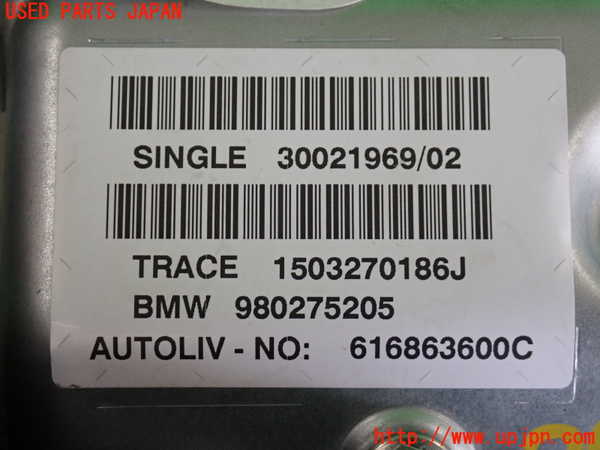 USED PARTS JAPAN
SINGLE 30021969/02
TRACE 1503270186J
BMW 980275205
AUTOLIV - NO: 616863600C
http://www.upjpn.com/